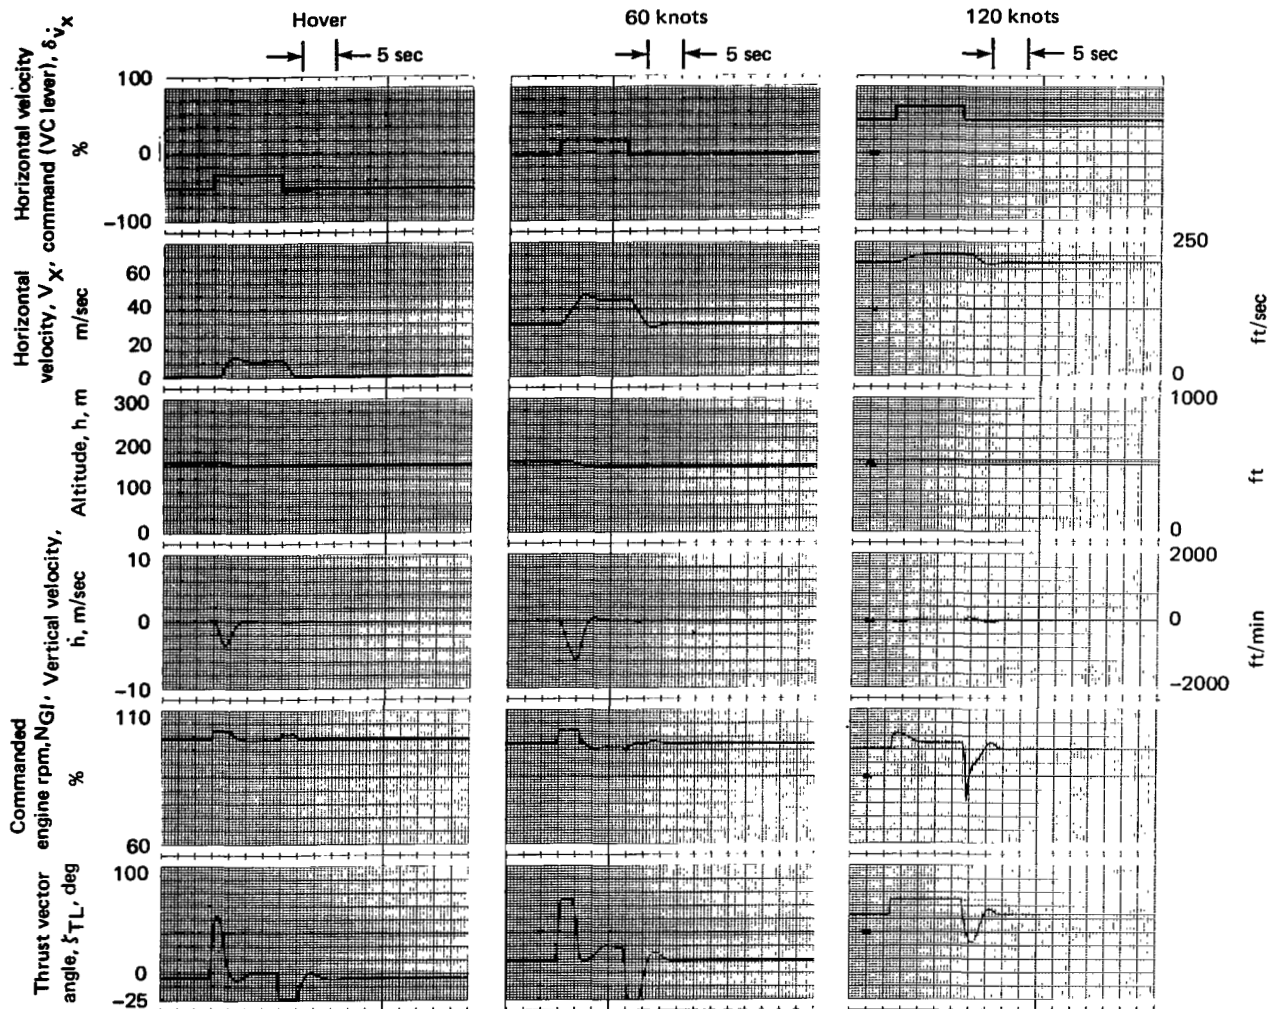 Hover
60 knots
120 knots
5 sec
5 sec
5 sec
Horizontal velocity
command (VC lever), δv̇x
%
100
0
-100
Horizontal
velocity, VX,
m/sec
60
40
20
0
250
ft/sec
0
Altitude, h, m
300
200
100
0
1000
ft
0
Vertical velocity,
ḣ, m/sec
10
0
-10
2000
0
ft/min
-2000
Commanded
engine rpm, NGI,
%
110
60
Thrust vector
angle, ζTL, deg
100
0
-25